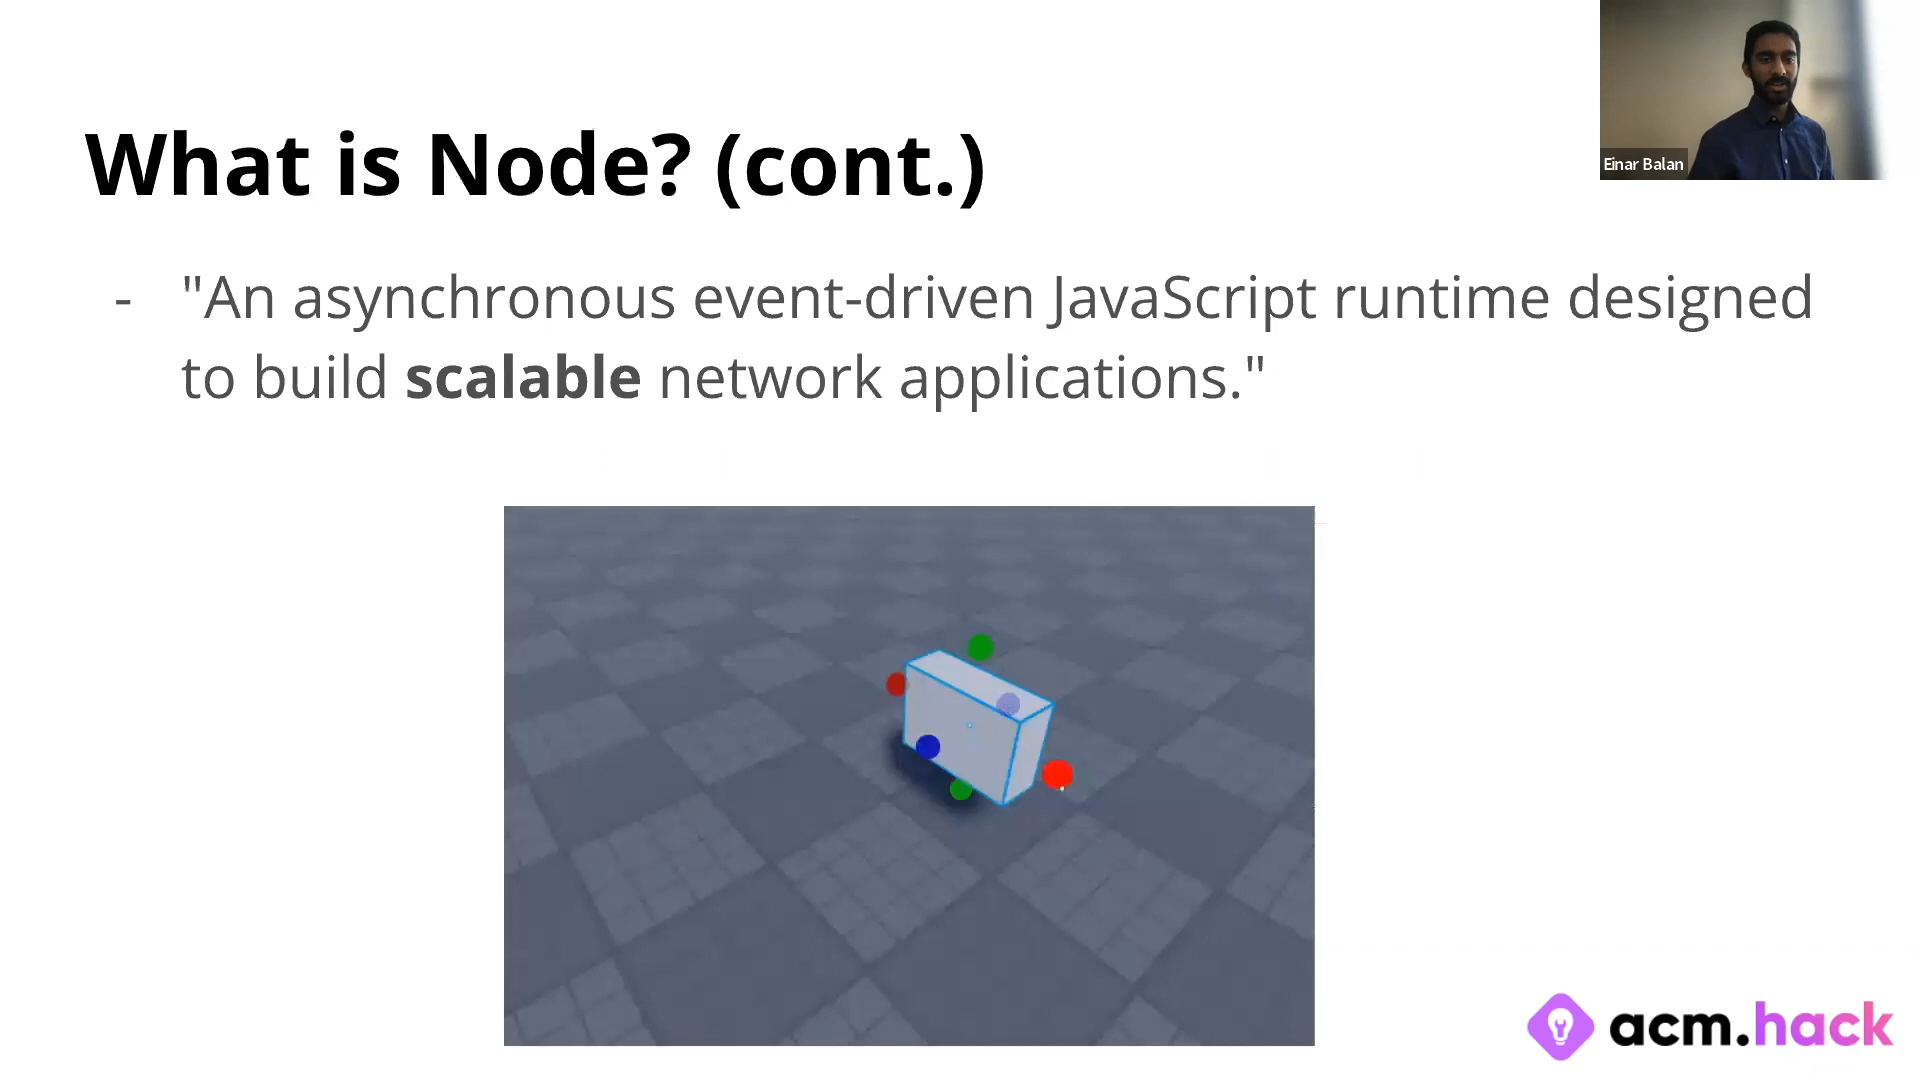 What is Node? (cont.)
- "An asynchronous event-driven JavaScript runtime designed
to build scalable network applications."
Einar Balan
acm.hack